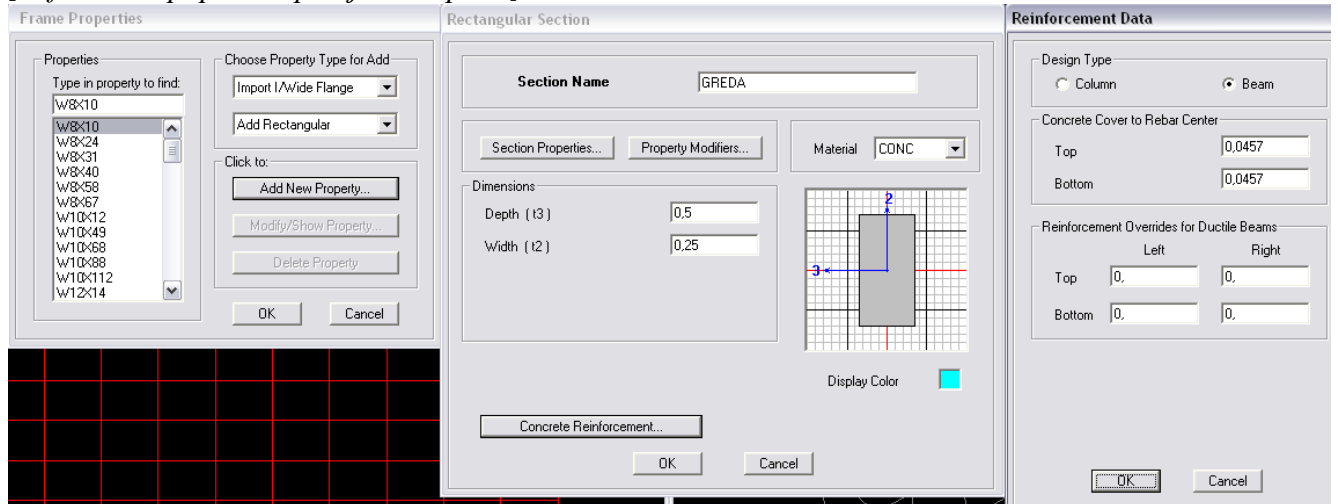 Frame Properties
Properties
Type in property to find:
W8X10
W8X10
W8X24
W8X31
W8X40
W8X58
W8X67
W10X12
W10X49
W10X68
W10X88
W10X112
W12X14
Choose Property Type for Add
Import I/Wide Flange
Add Rectangular
Click to:
Add New Property...
Modify/Show Property...
Delete Property
OK Cancel
Rectangular Section
Section Name GREDA
Section Properties... Property Modifiers... Material CONC
Dimensions
Depth ( t3 ) 0,5
Width ( t2 ) 0,25
2
3
Display Color
Concrete Reinforcement...
OK Cancel
Reinforcement Data
Design Type
Column Beam
Concrete Cover to Rebar Center
Top 0,0457
Bottom 0,0457
Reinforcement Overrides for Ductile Beams
Left Right
Top 0, 0,
Bottom 0, 0,
OK Cancel